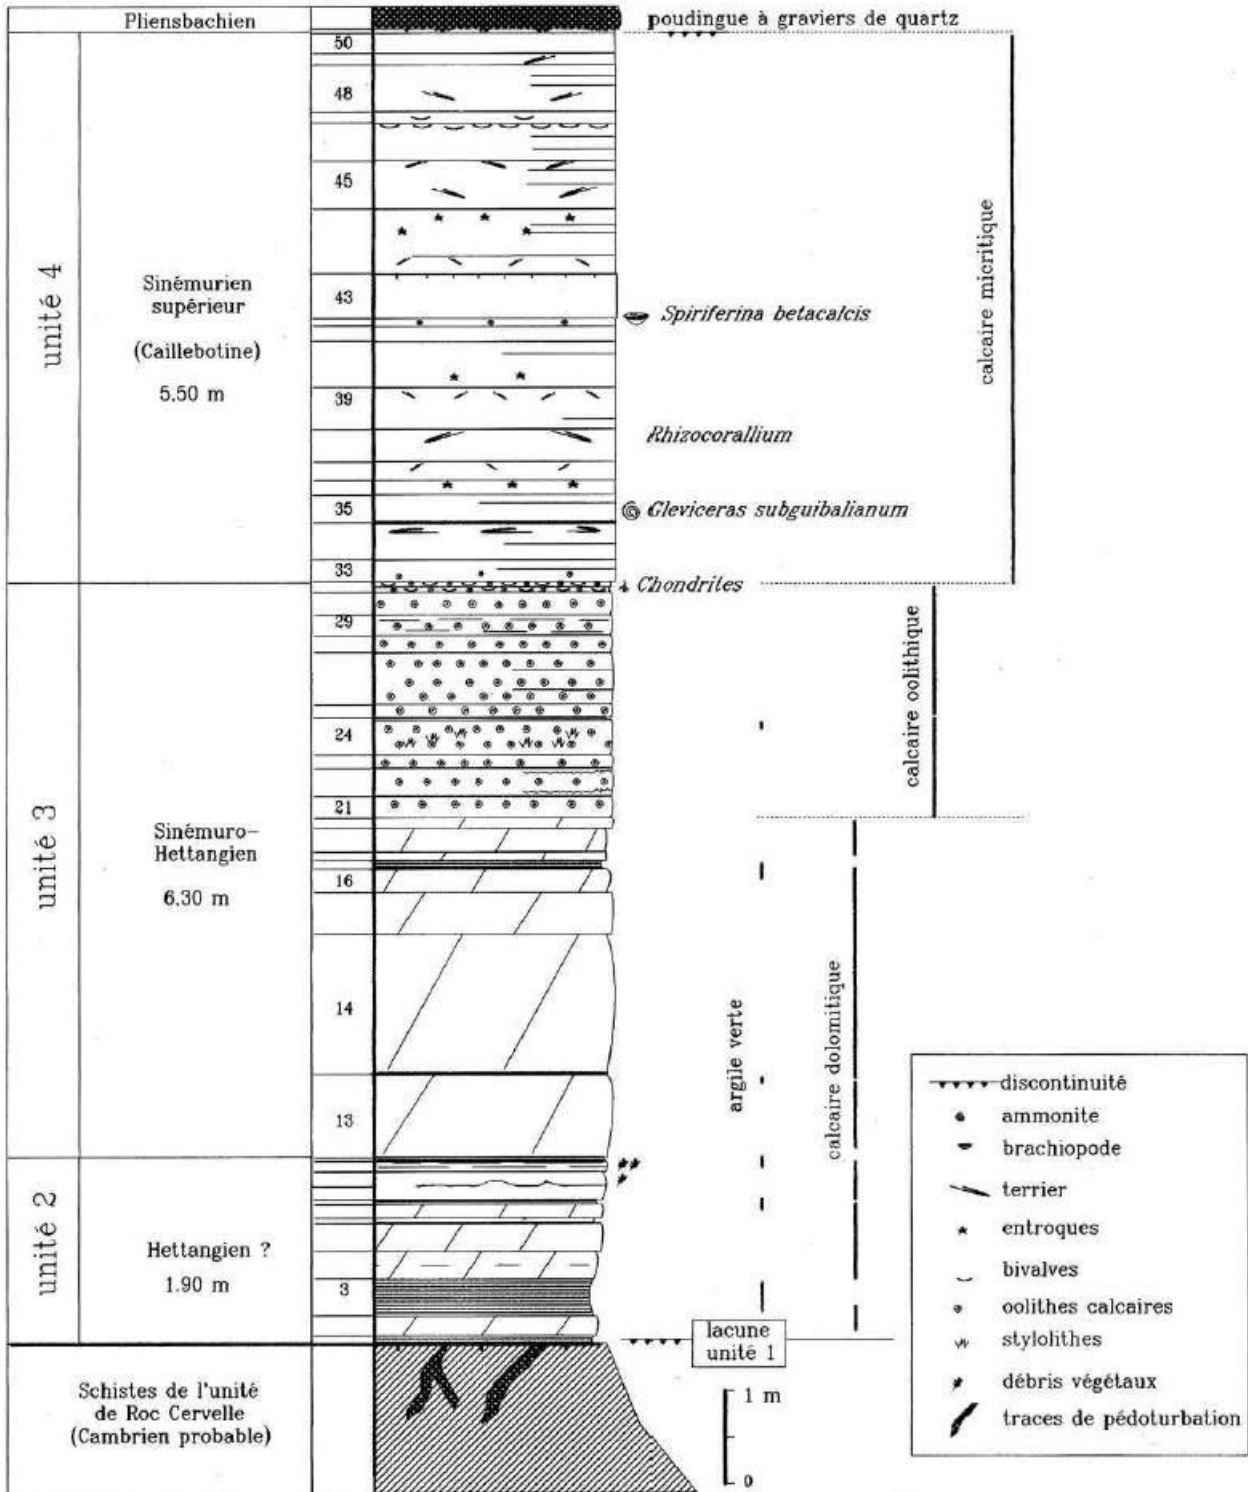 Pliensbachien
poudingue à graviers de quartz
50
48
45
43
39
35
33
29
24
21
16
14
13
3
unité 4
Sinémurien
supérieur
(Caillebotine)
5.50 m
Spiriferina betacalcis
Rhizocorallium
Gleviceras subguibalianum
Chondrites
calcaire micritique
unité 3
Sinémuro-
Hettangien
6.30 m
calcaire oolithique
argile verte
calcaire dolomitique
unité 2
Hettangien ?
1.90 m
lacune
unité 1
Schistes de l'unité
de Roc Cervelle
(Cambrien probable)
1 m
0
discontinuité
ammonite
brachiopode
terrier
entroques
bivalves
oolithes calcaires
stylolithes
débris végétaux
traces de pédoturbation